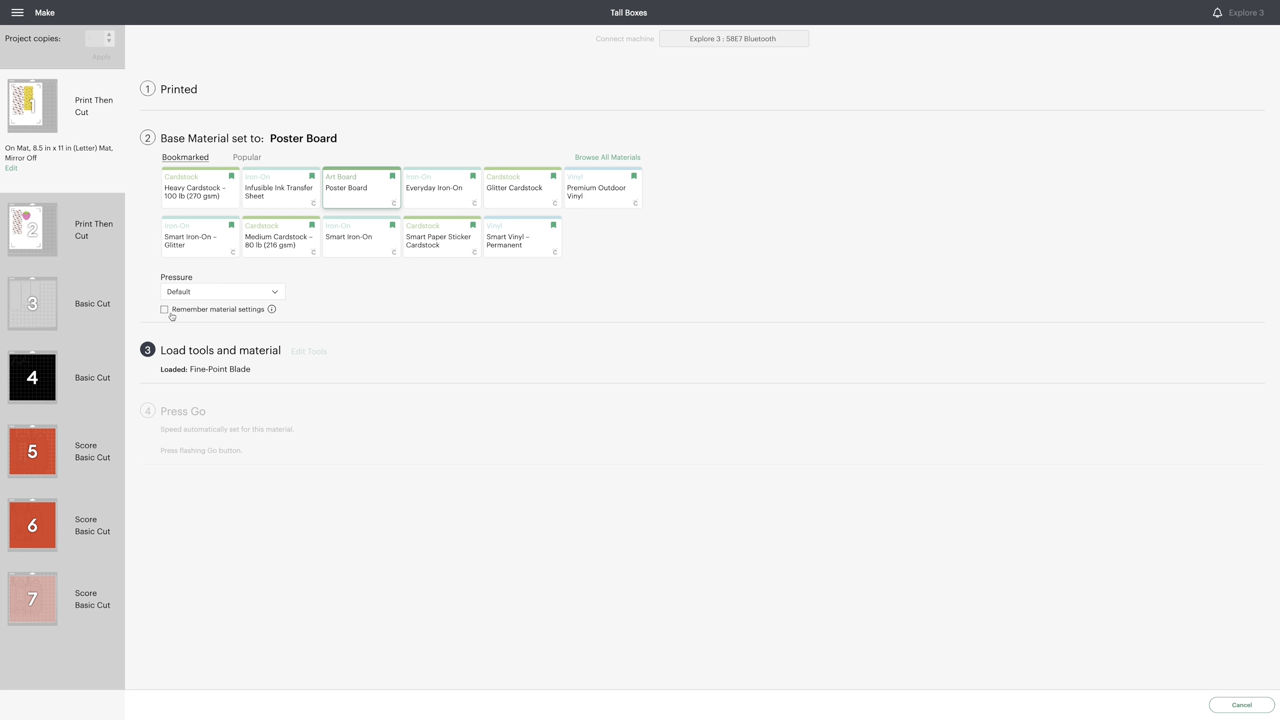 Make
Tall Boxes
Explore 3
Project copies:
Apply
Connect machine
Explore 3 : 58E7 Bluetooth
1
Print Then
Cut
On Mat, 8.5 in x 11 in (Letter) Mat,
Mirror Off
Edit
2
Print Then
Cut
3
Basic Cut
4
Basic Cut
5
Score
Basic Cut
6
Score
Basic Cut
7
Score
Basic Cut
1 Printed
2 Base Material set to: Poster Board
Bookmarked
Popular
Browse All Materials
Cardstock
Heavy Cardstock –
100 lb (270 gsm)
Iron-On
Infusible Ink Transfer
Sheet
Art Board
Poster Board
Iron-On
Everyday Iron-On
Cardstock
Glitter Cardstock
Vinyl
Premium Outdoor
Vinyl
Iron-On
Smart Iron-On –
Glitter
Cardstock
Medium Cardstock –
80 lb (216 gsm)
Iron-On
Smart Iron-On
Cardstock
Smart Paper Sticker
Cardstock
Vinyl
Smart Vinyl –
Permanent
Pressure
Default
Remember material settings
3 Load tools and material Edit Tools
Loaded: Fine-Point Blade
4 Press Go
Speed automatically set for this material.
Press flashing Go button.
Cancel